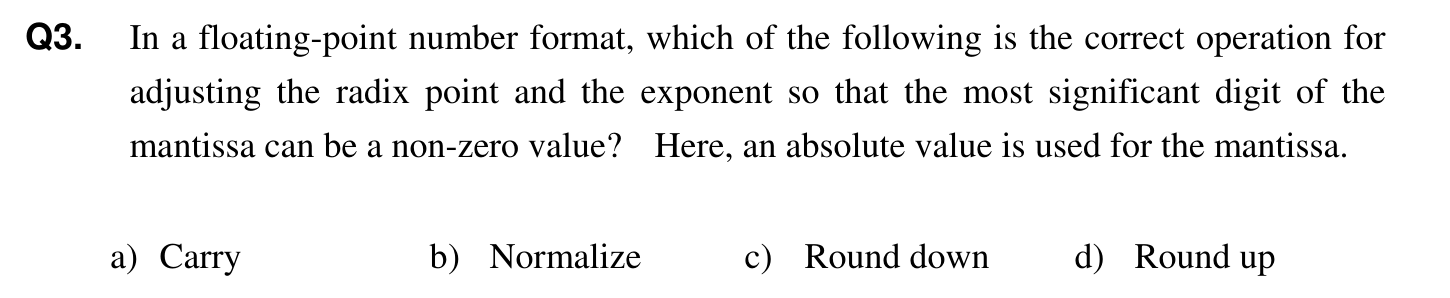 Q3. In a floating-point number format, which of the following is the correct operation for
adjusting the radix point and the exponent so that the most significant digit of the
mantissa can be a non-zero value? Here, an absolute value is used for the mantissa.
a) Carry b) Normalize c) Round down d) Round up